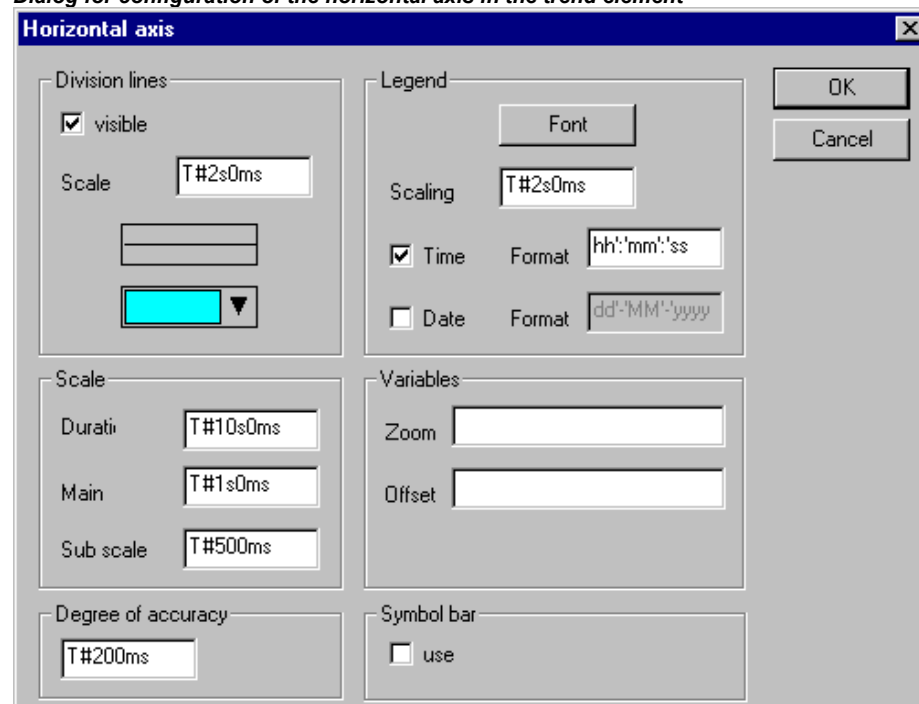 Dialog for configuration of the horizontal axis in the trend element
Horizontal axis
Division lines
visible
Scale T#2s0ms
Legend
Font
Scaling T#2s0ms
Time Format hh':'mm':'ss
Date Format dd'-'MM'-'yyyy
OK
Cancel
Scale
Durati T#10s0ms
Main T#1s0ms
Sub scale T#500ms
Variables
Zoom
Offset
Degree of accuracy
T#200ms
Symbol bar
use